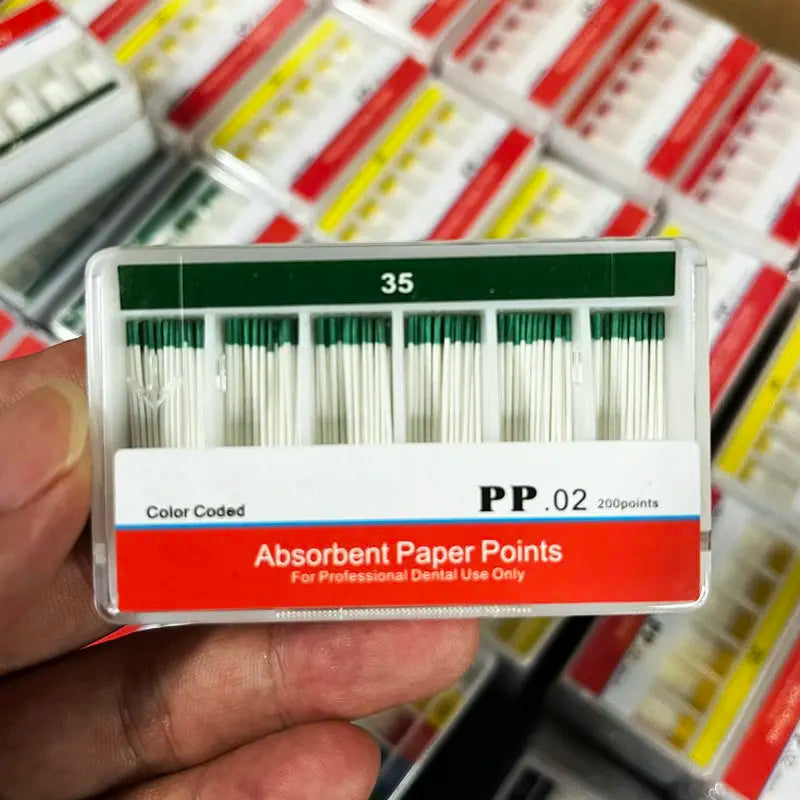 35
Color Coded
PP.02 200points
Absorbent Paper Points
For Professional Dental Use Only